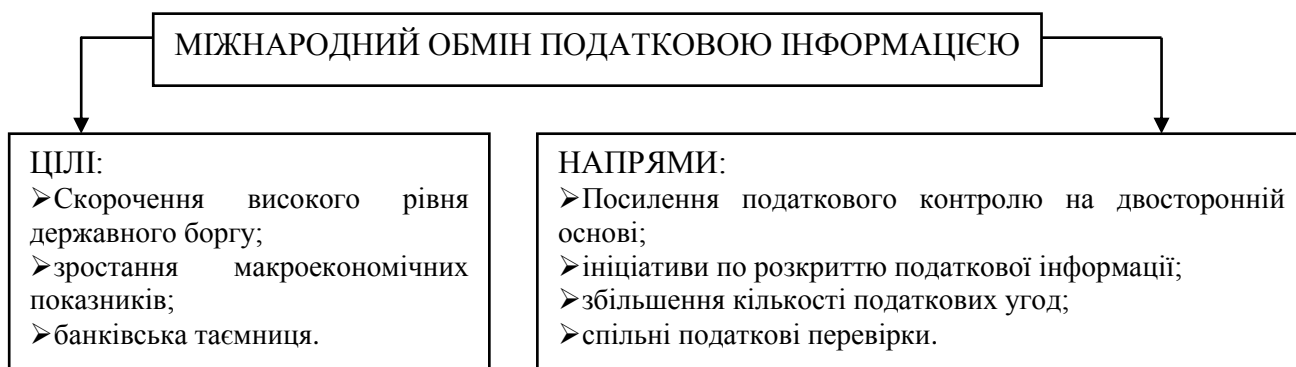 МІЖНАРОДНИЙ ОБМІН ПОДАТКОВОЮ ІНФОРМАЦІЄЮ
ЦІЛІ:
➢Скорочення високого рівня
державного боргу;
➢зростання макроекономічних
показників;
➢банківська таємниця.
НАПРЯМИ:
➢Посилення податкового контролю на двосторонній
основі;
➢ініціативи по розкриттю податкової інформації;
➢збільшення кількості податкових угод;
➢спільні податкові перевірки.